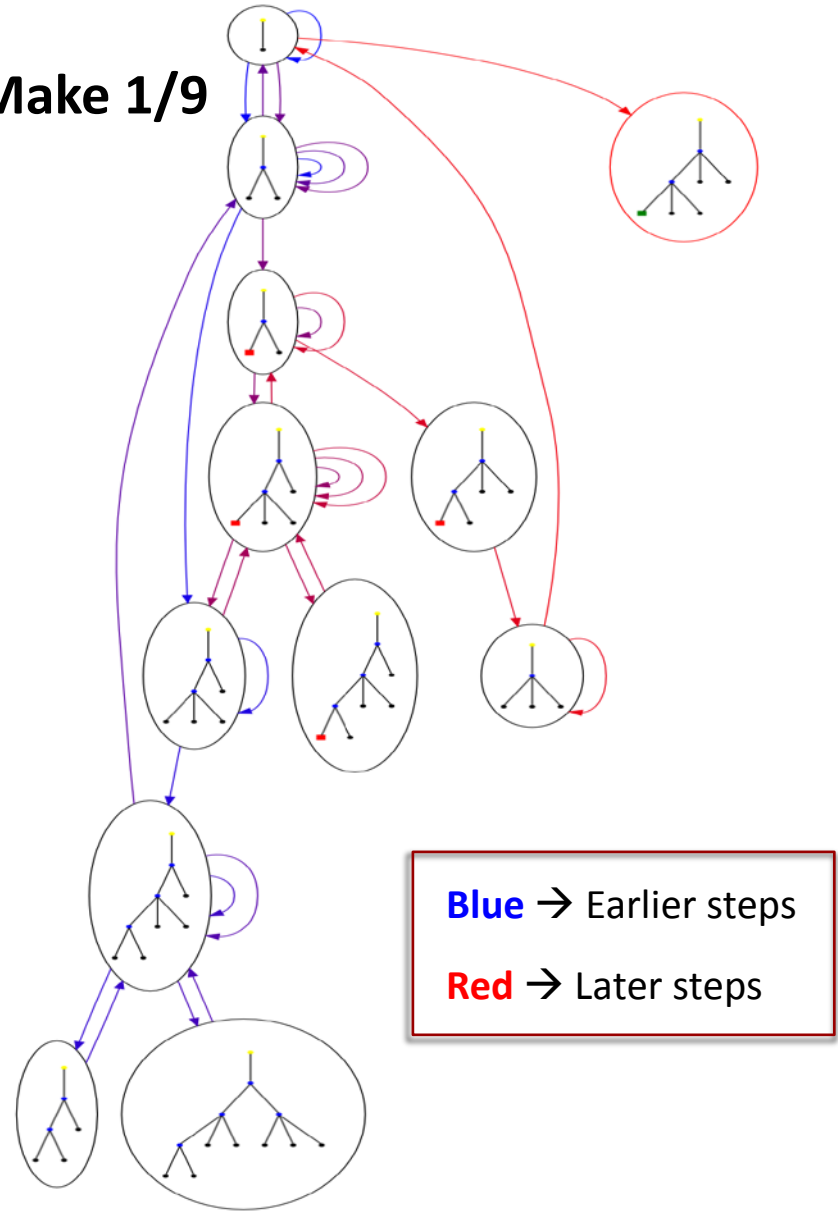 Make 1/9
Blue → Earlier steps
Red → Later steps